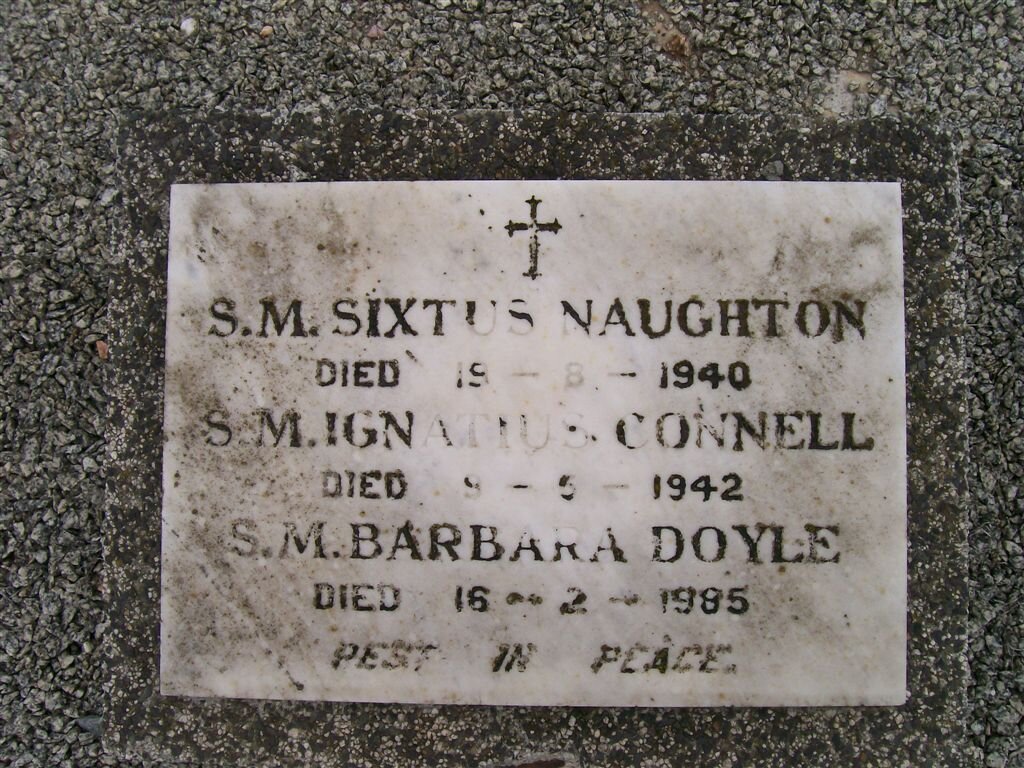 S.M. SIXTUS NAUGHTON
DIED 19 - 8 - 1940
S.M. IGNATIUS CONNELL
DIED 9 - 5 - 1942
S.M. BARBARA DOYLE
DIED 16 - 2 - 1985
REST IN PEACE.